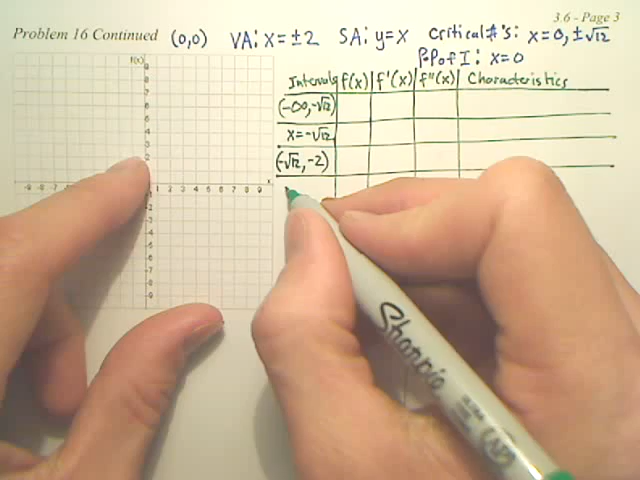 3.6 - Page 3
Problem 16 Continued (0,0) VA: x = ±2 SA: y = x Critical #'s: x = 0, ±√12
P.P of I: x = 0
f(x)
Intervals f(x) f'(x) f"(x) Characteristics
(-∞, -√12)
x = -√12
(-√12, -2)
Sharpie